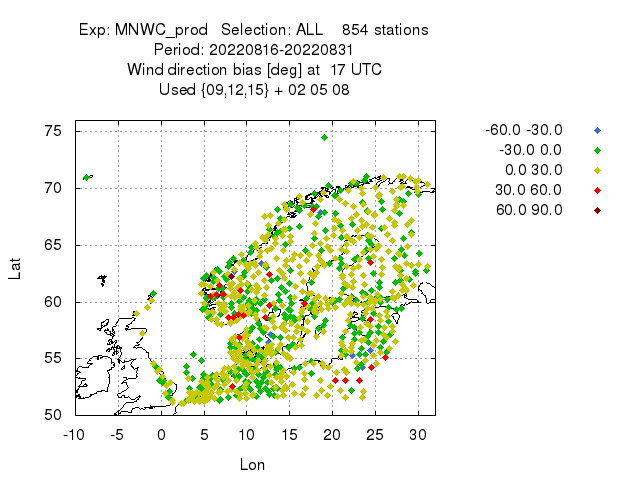 Exp: MNWC_prod Selection: ALL 854 stations
Period: 20220816-20220831
Wind direction bias [deg] at 17 UTC
Used {09,12,15} + 02 05 08
-60.0 -30.0
-30.0 0.0
0.0 30.0
30.0 60.0
60.0 90.0
75
70
65
60
55
50
Lat
-10 -5 0 5 10 15 20 25 30
Lon